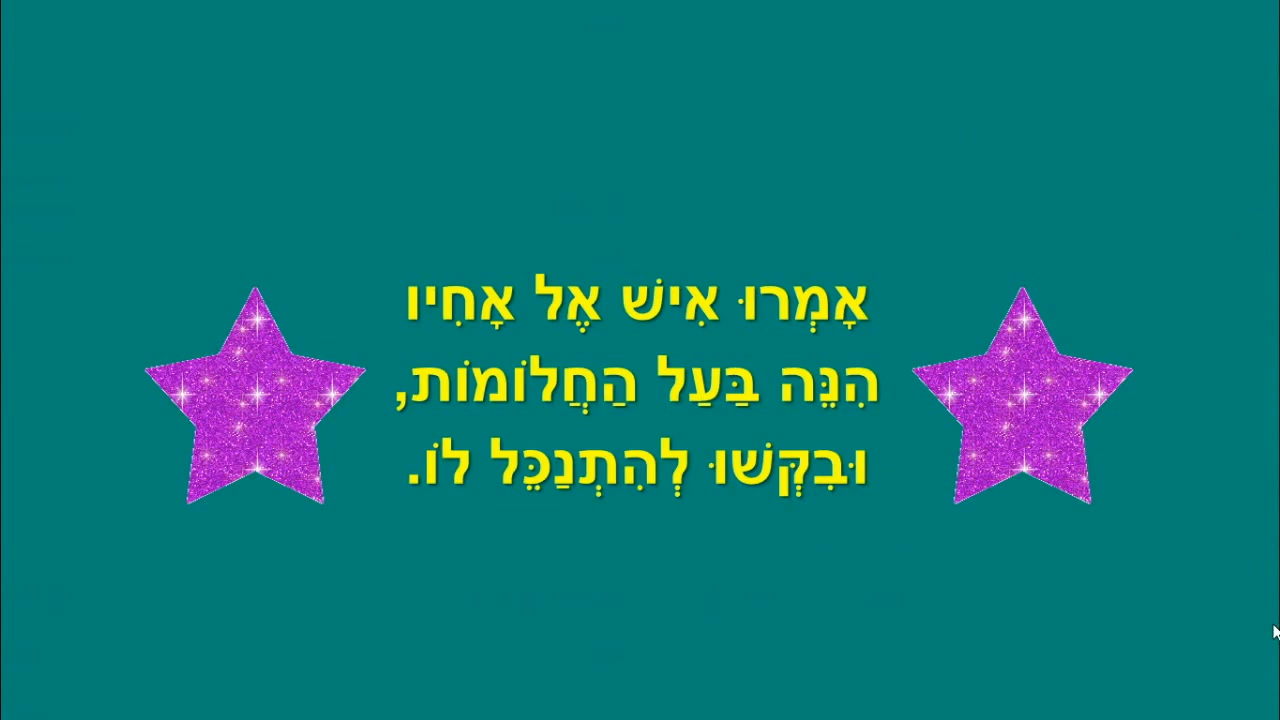 אָמְרוּ אִישׁ אֶל אָחִיו
הִנֵּה בַּעַל הַחֲלוֹמוֹת,
וּבִקְּשׁוּ לְהִתְנַכֵּל לוֹ.